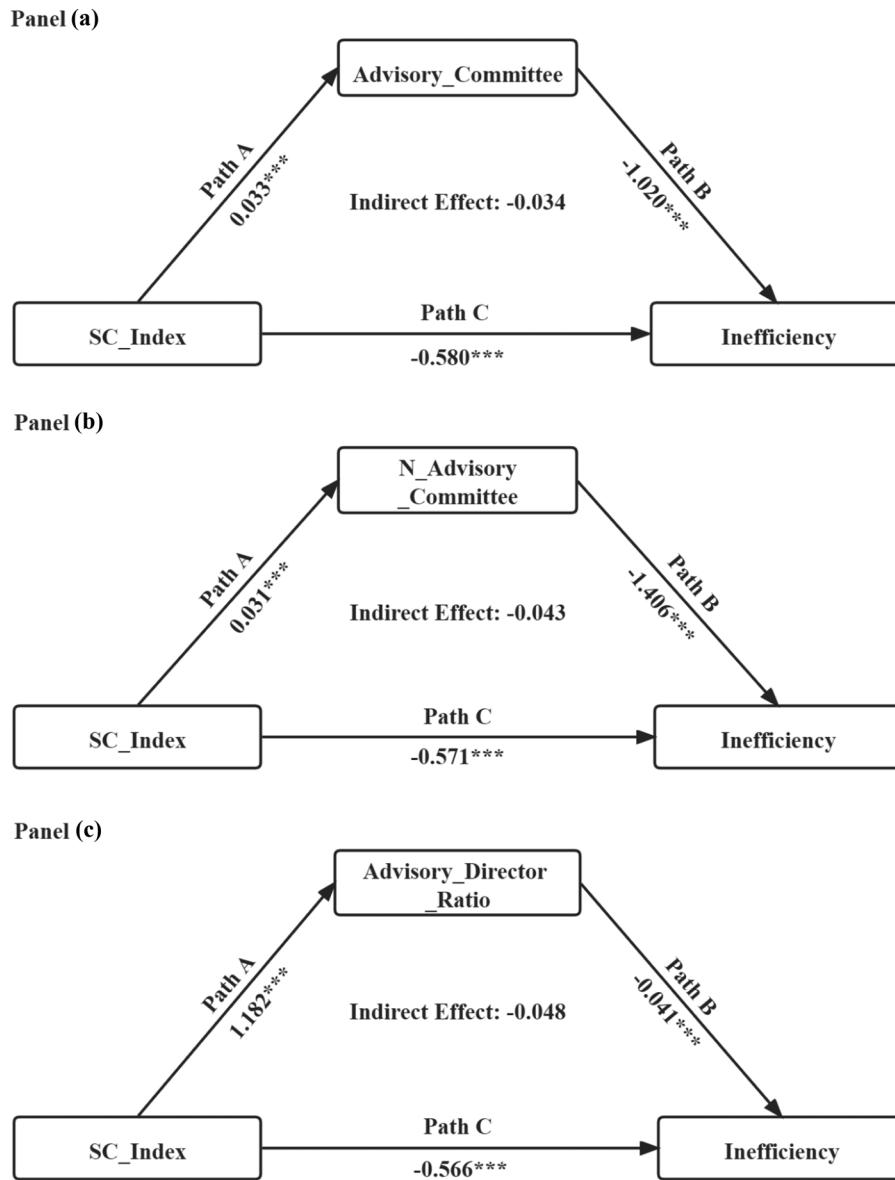 Panel (a)
Advisory_Committee
Path A
0.033***
Path B
-1.020***
Indirect Effect: -0.034
SC_Index
Path C
-0.580***
Inefficiency
Panel (b)
N_Advisory
_Committee
Path A
0.031***
Path B
-1.406***
Indirect Effect: -0.043
SC_Index
Path C
-0.571***
Inefficiency
Panel (c)
Advisory_Director
_Ratio
Path A
1.182***
Path B
-0.041***
Indirect Effect: -0.048
SC_Index
Path C
-0.566***
Inefficiency